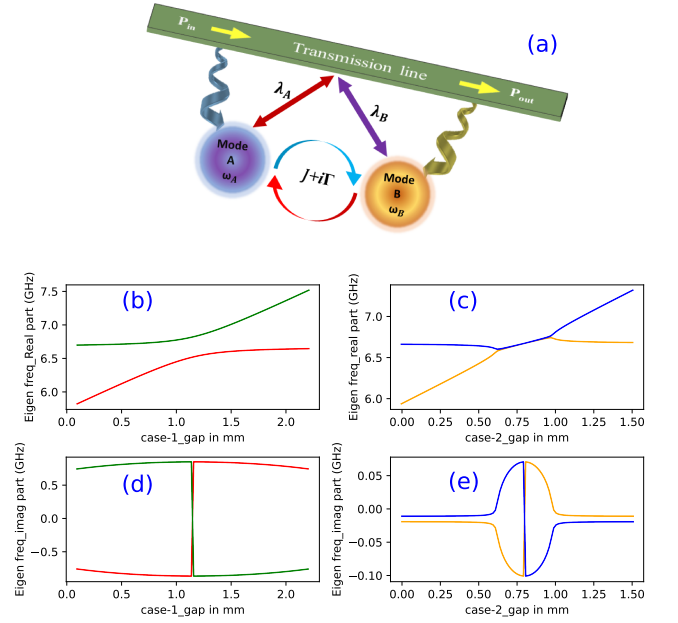 (a)
P_in
Transmission line
P_out
λ_A
λ_B
Mode
A
ω_A
J+iΓ
Mode
B
ω_B
(b)
Eigen freq_Real part (GHz)
7.5
7.0
6.5
6.0
0.0
0.5
1.0
1.5
2.0
case-1_gap in mm
(c)
Eigen freq_real part (GHz)
7.0
6.5
6.0
0.00
0.25
0.50
0.75
1.00
1.25
1.50
case-2_gap in mm
(d)
Eigen freq_imag part (GHz)
0.5
0.0
−0.5
0.0
0.5
1.0
1.5
2.0
case-1_gap in mm
(e)
Eigen freq_imag part (GHz)
0.05
0.00
−0.05
−0.10
0.00
0.25
0.50
0.75
1.00
1.25
1.50
case-2_gap in mm